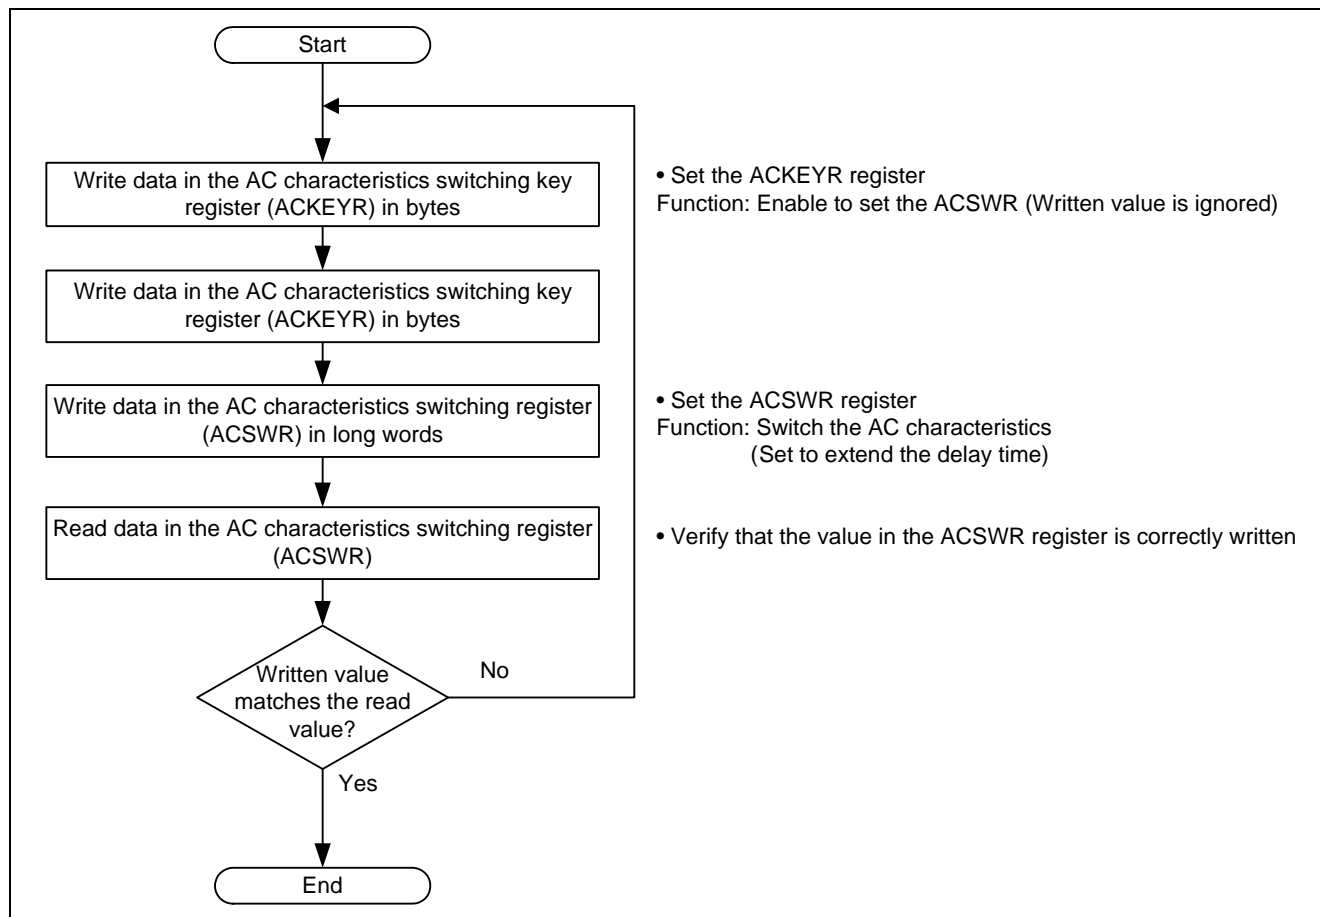 Start
Write data in the AC characteristics switching key
register (ACKEYR) in bytes
• Set the ACKEYR register
Function: Enable to set the ACSWR (Written value is ignored)
Write data in the AC characteristics switching key
register (ACKEYR) in bytes
Write data in the AC characteristics switching register
(ACSWR) in long words
• Set the ACSWR register
Function: Switch the AC characteristics
(Set to extend the delay time)
Read data in the AC characteristics switching register
(ACSWR)
• Verify that the value in the ACSWR register is correctly written
Written value
matches the read
value?
No
Yes
End